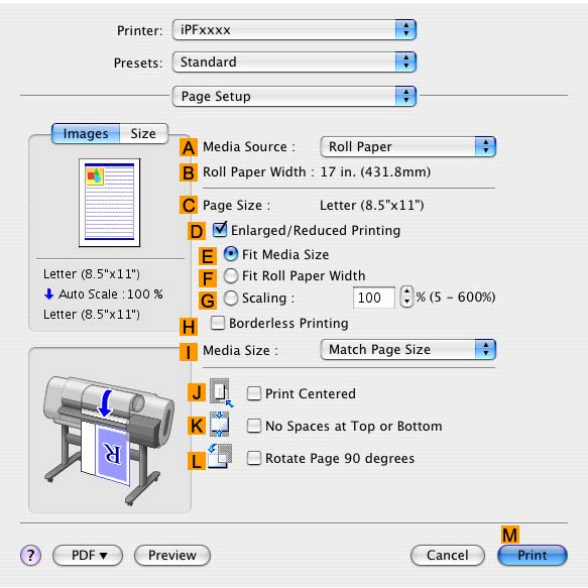 Printer: iPFxxxx
Presets: Standard
Page Setup
Images Size
A Media Source : Roll Paper
B Roll Paper Width : 17 in. (431.8mm)
C Page Size : Letter (8.5"x11")
D Enlarged/Reduced Printing
E Fit Media Size
F Fit Roll Paper Width
G Scaling : 100 % (5 - 600%)
H Borderless Printing
I Media Size : Match Page Size
Letter (8.5"x11")
Auto Scale :100 %
Letter (8.5"x11")
J Print Centered
K No Spaces at Top or Bottom
L Rotate Page 90 degrees
R
M
? PDF Preview Cancel Print